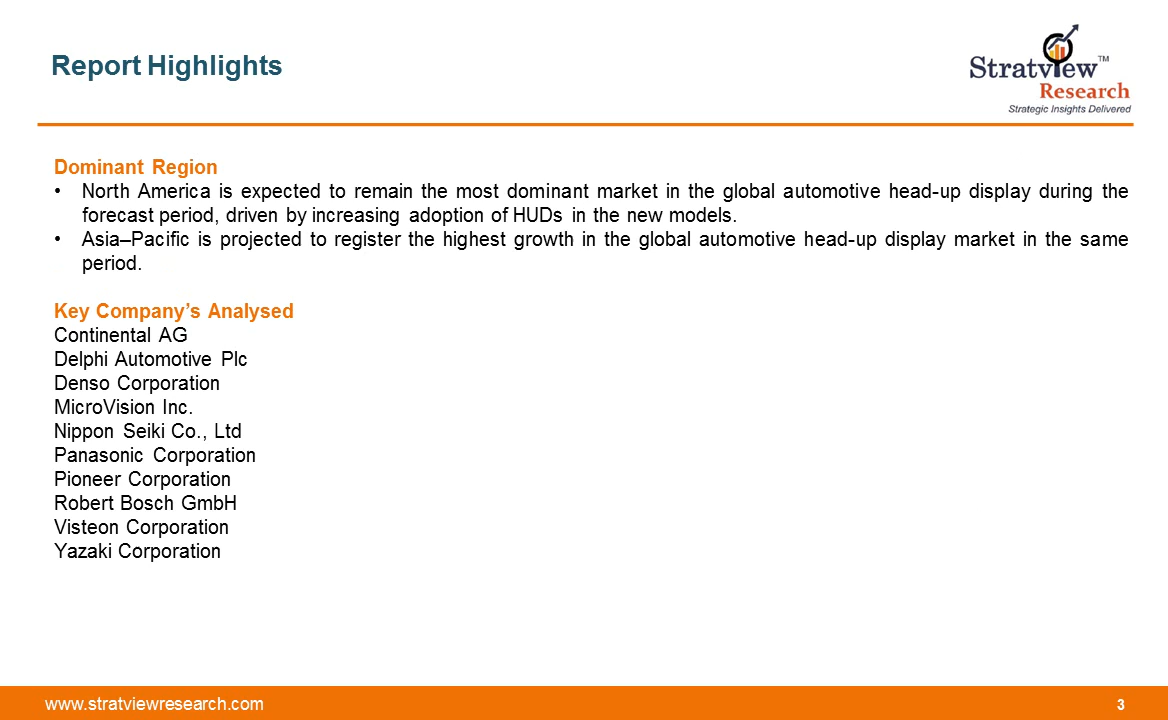 Report Highlights
Stratview™
Research
Strategic Insights Delivered
Dominant Region
• North America is expected to remain the most dominant market in the global automotive head-up display during the
forecast period, driven by increasing adoption of HUDs in the new models.
• Asia–Pacific is projected to register the highest growth in the global automotive head-up display market in the same
period.
Key Company’s Analysed
Continental AG
Delphi Automotive Plc
Denso Corporation
MicroVision Inc.
Nippon Seiki Co., Ltd
Panasonic Corporation
Pioneer Corporation
Robert Bosch GmbH
Visteon Corporation
Yazaki Corporation
www.stratviewresearch.com
3